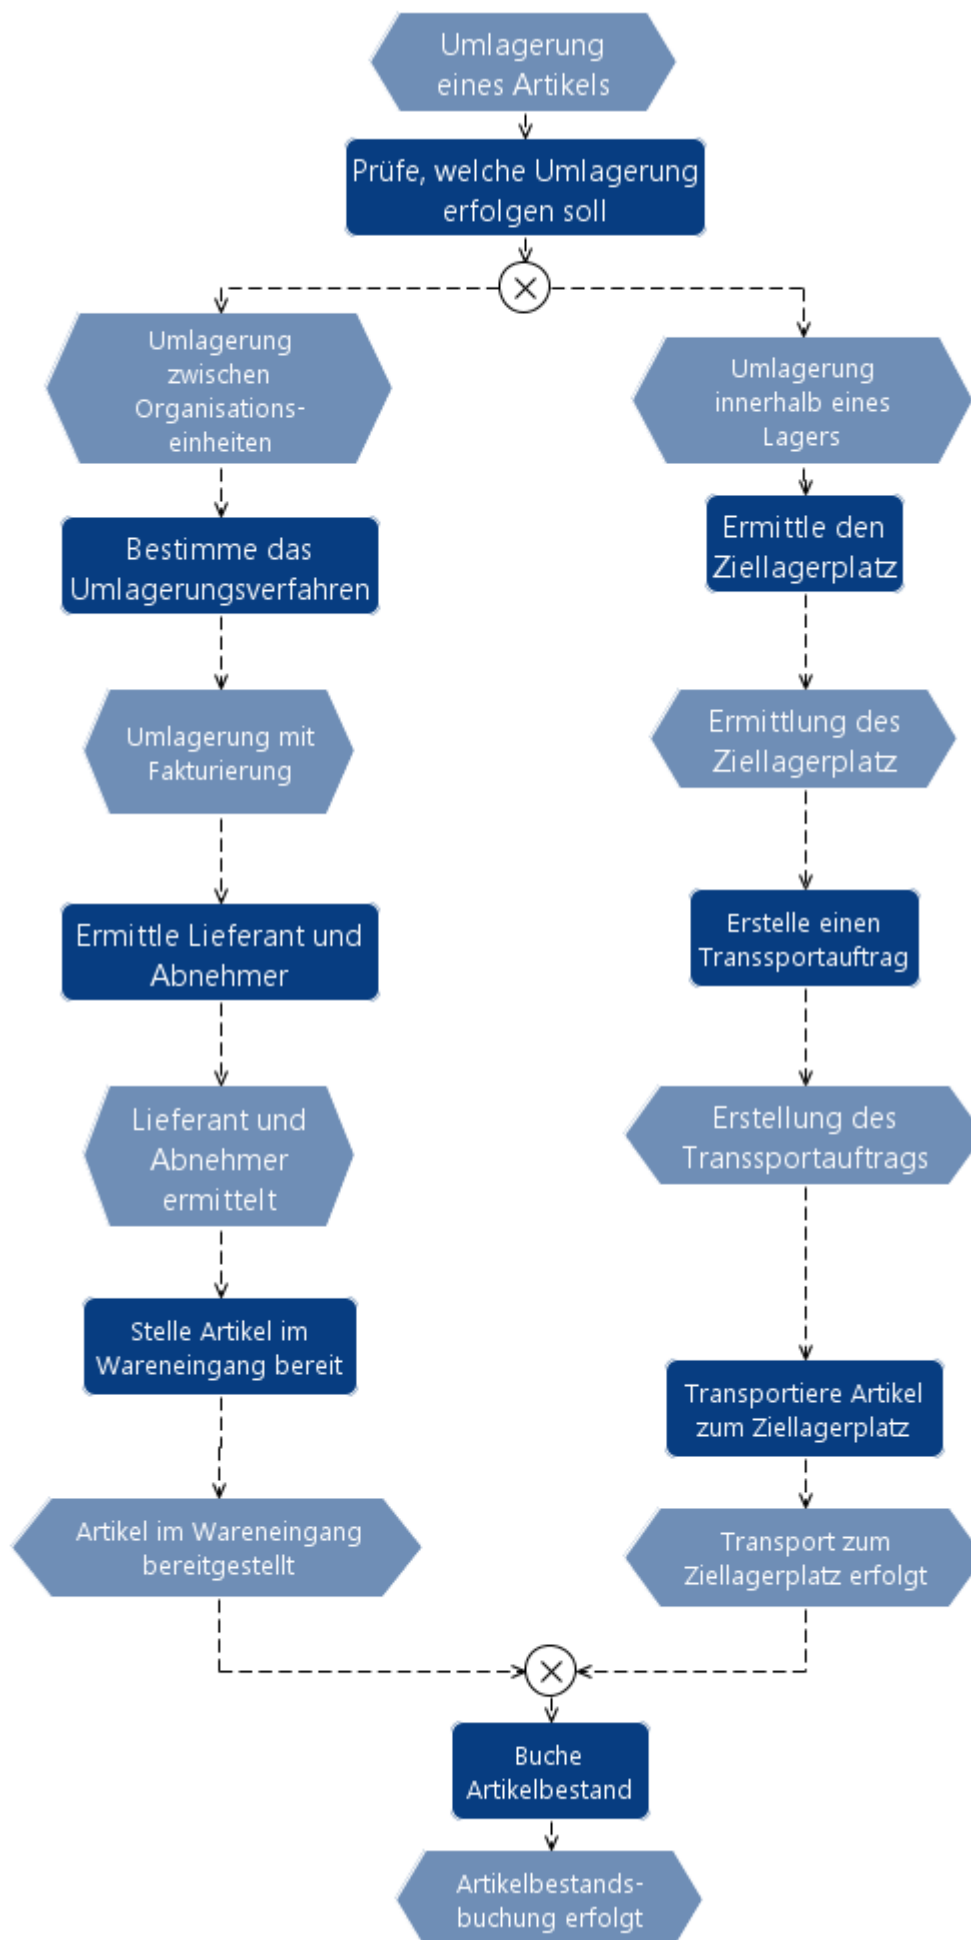 Umlagerung
eines Artikels
Prüfe, welche Umlagerung
erfolgen soll
Umlagerung
zwischen
Organisations-
einheiten
Umlagerung
innerhalb eines
Lagers
Bestimme das
Umlagerungsverfahren
Ermittle den
Ziellagerplatz
Umlagerung mit
Fakturierung
Ermittlung des
Ziellagerplatz
Ermittle Lieferant und
Abnehmer
Erstelle einen
Transsportauftrag
Lieferant und
Abnehmer
ermittelt
Erstellung des
Transsportauftrags
Stelle Artikel im
Wareneingang bereit
Transportiere Artikel
zum Ziellagerplatz
Artikel im Wareneingang
bereitgestellt
Transport zum
Ziellagerplatz erfolgt
Buche
Artikelbestand
Artikelbestands-
buchung erfolgt